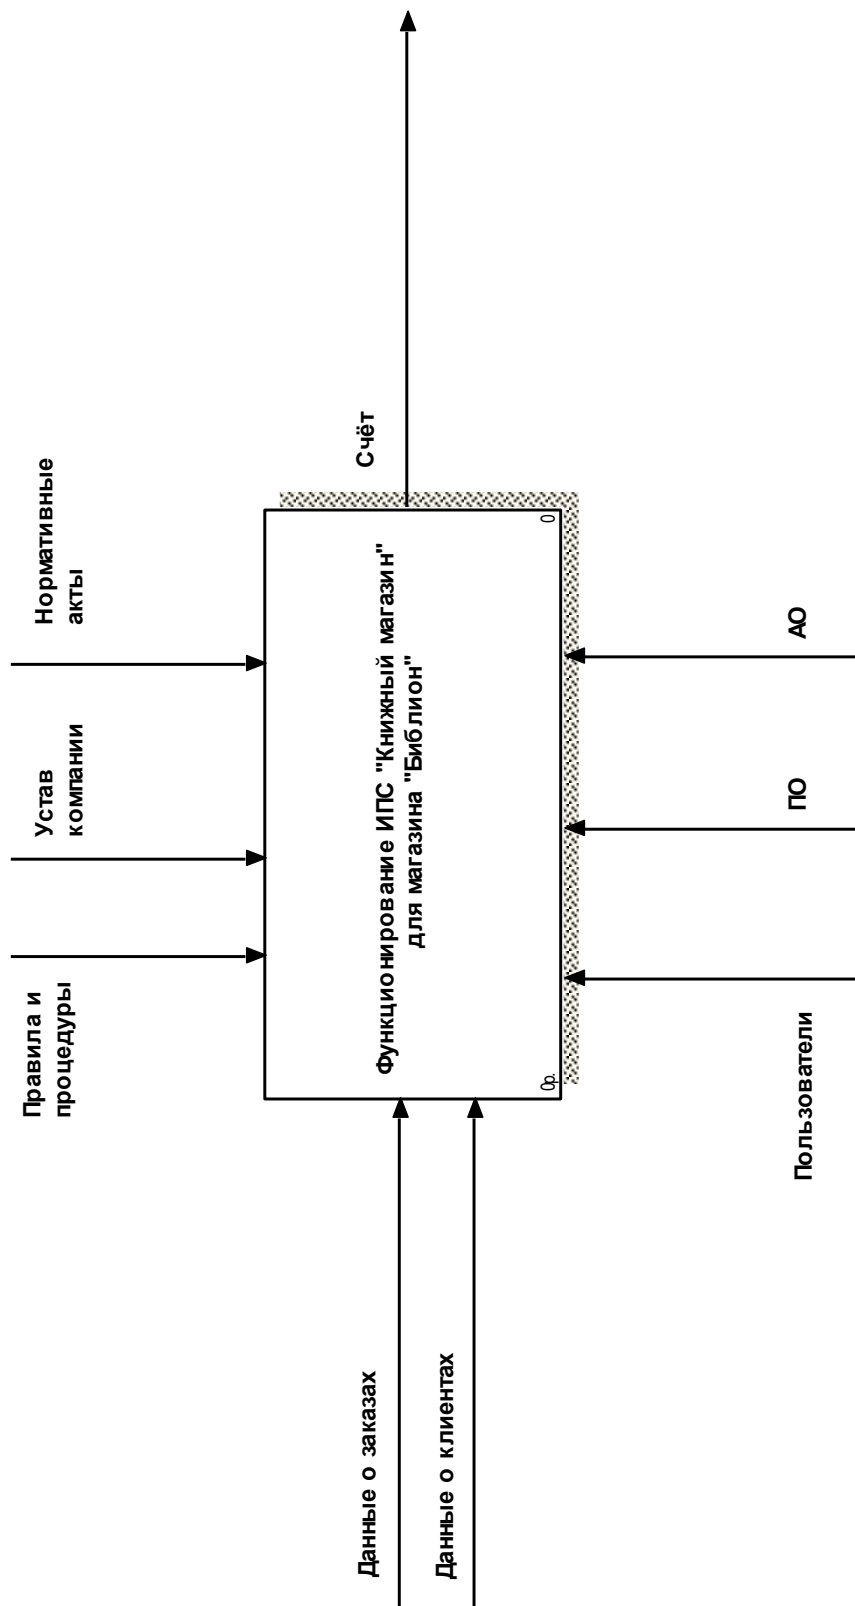 Правила и
процедуры
Устав
компании
Нормативные
акты
Данные о заказах
Данные о клиентах
Функционирование ИПС "Книжный магазин"
для магазина "Библион"
0р.
0
Счёт
Пользователи
ПО
АО